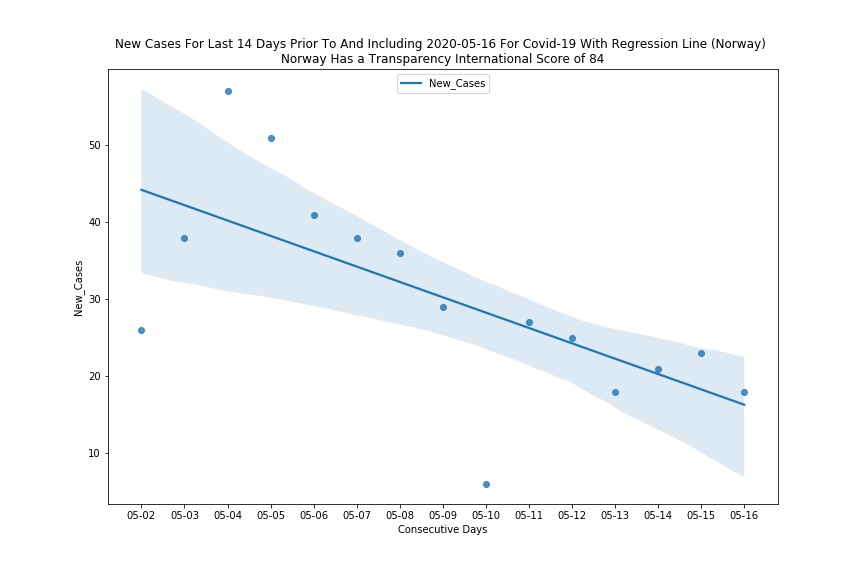 New Cases For Last 14 Days Prior To And Including 2020-05-16 For Covid-19 With Regression Line (Norway)
Norway Has a Transparency International Score of 84
New_Cases
New_Cases
50
40
30
20
10
05-02 05-03 05-04 05-05 05-06 05-07 05-08 05-09 05-10 05-11 05-12 05-13 05-14 05-15 05-16
Consecutive Days